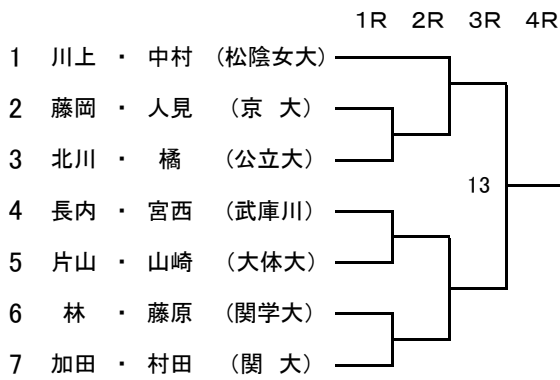 1R 2R 3R 4R
1 川上 ・ 中村 (松陰女大)
2 藤岡 ・ 人見 (京 大)
3 北川 ・ 橘 (公立大)
13
4 長内 ・ 宮西 (武庫川)
5 片山 ・ 山崎 (大体大)
6 林 ・ 藤原 (関学大)
7 加田 ・ 村田 (関 大)